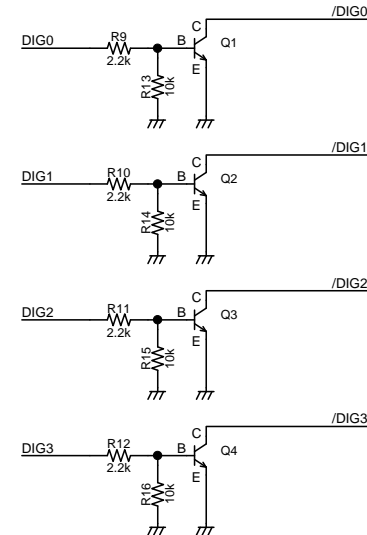 /DIG0
C
DIG0 R9 B Q1
2.2k
R13
10k
E
/DIG1
C
DIG1 R10 B Q2
2.2k
R14
10k
E
/DIG2
C
DIG2 R11 B Q3
2.2k
R15
10k
E
/DIG3
C
DIG3 R12 B Q4
2.2k
R16
10k
E